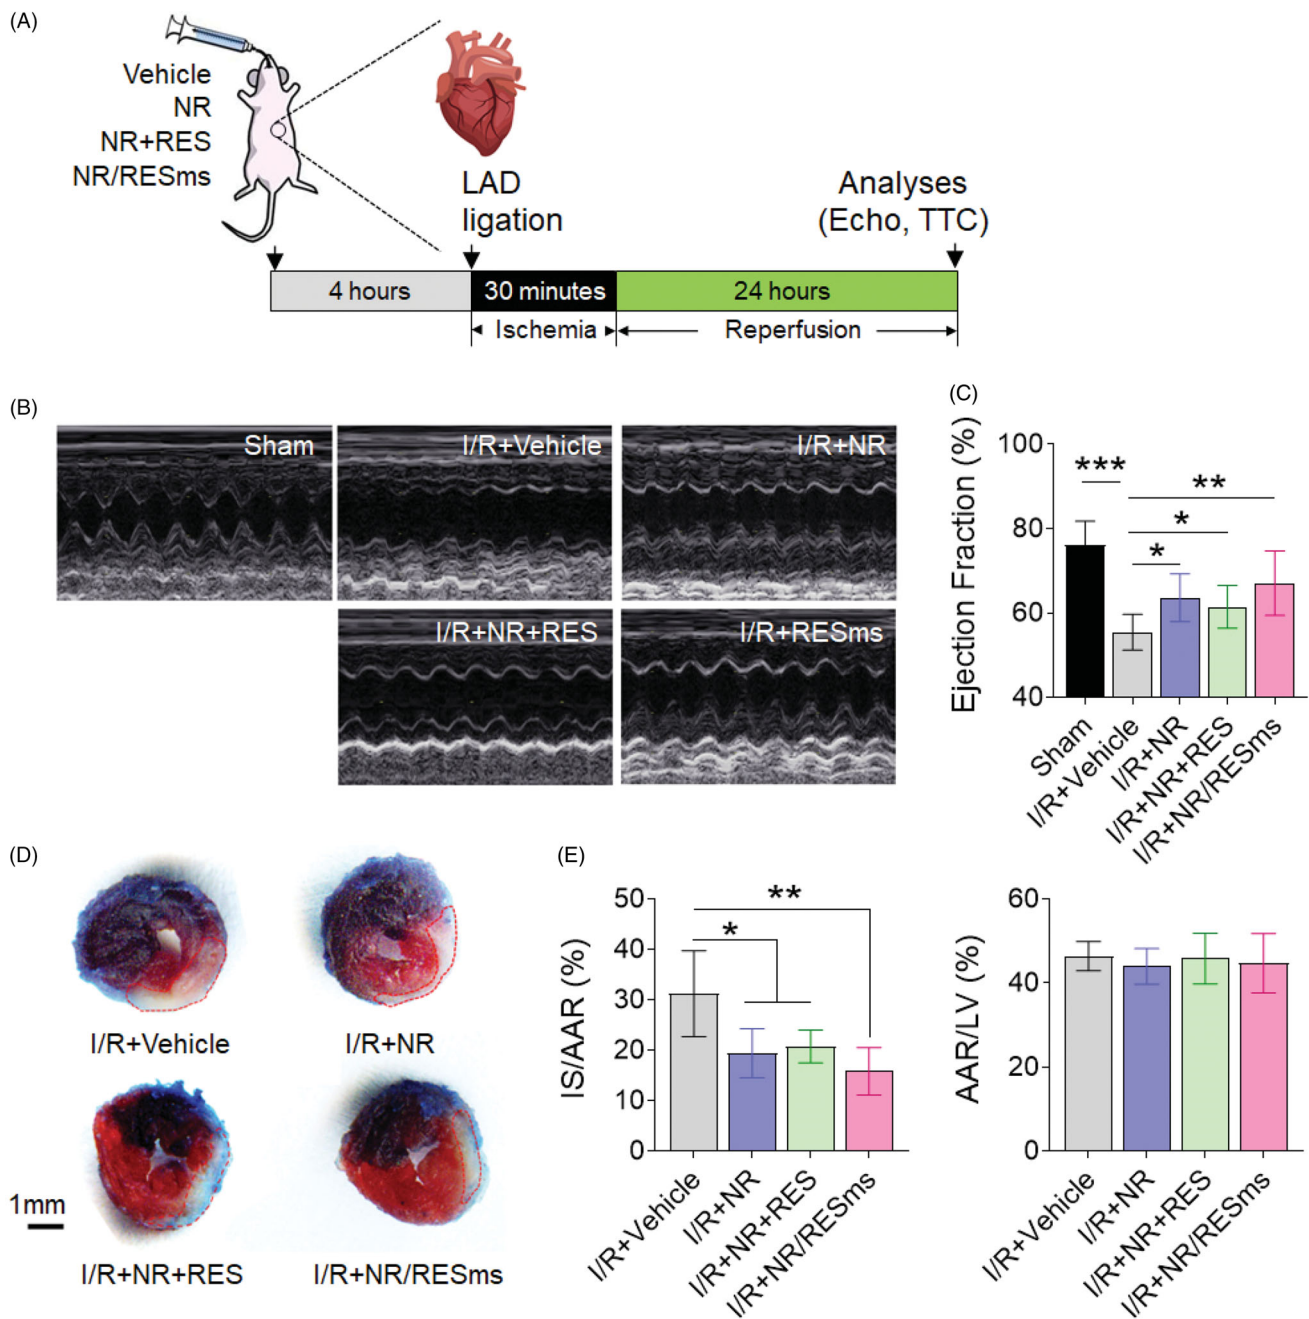 (A)
Vehicle
NR
NR+RES
NR/RESms
LAD
ligation
Analyses
(Echo, TTC)
4 hours
30 minutes
24 hours
Ischemia
Reperfusion
(B)
Sham
I/R+Vehicle
I/R+NR
I/R+NR+RES
I/R+RESms
(C)
Ejection Fraction (%)
100
80
60
40
***
**
*
*
Sham
I/R+Vehicle
I/R+NR
I/R+NR+RES
I/R+NR/RESms
(D)
I/R+Vehicle
I/R+NR
1mm
I/R+NR+RES
I/R+NR/RESms
(E)
IS/AAR (%)
50
40
30
20
10
0
**
*
I/R+Vehicle
I/R+NR
I/R+NR+RES
I/R+NR/RESms
AAR/LV (%)
60
40
20
0
I/R+Vehicle
I/R+NR
I/R+NR+RES
I/R+NR/RESms